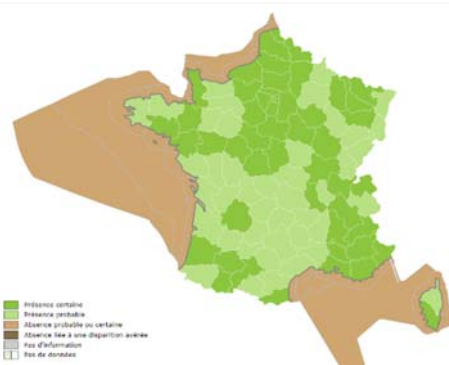 Présence certaine
Présence probable
Absence probable ou certaine
Absence liée à une disparition avérée
Pas d'information
Pas de données